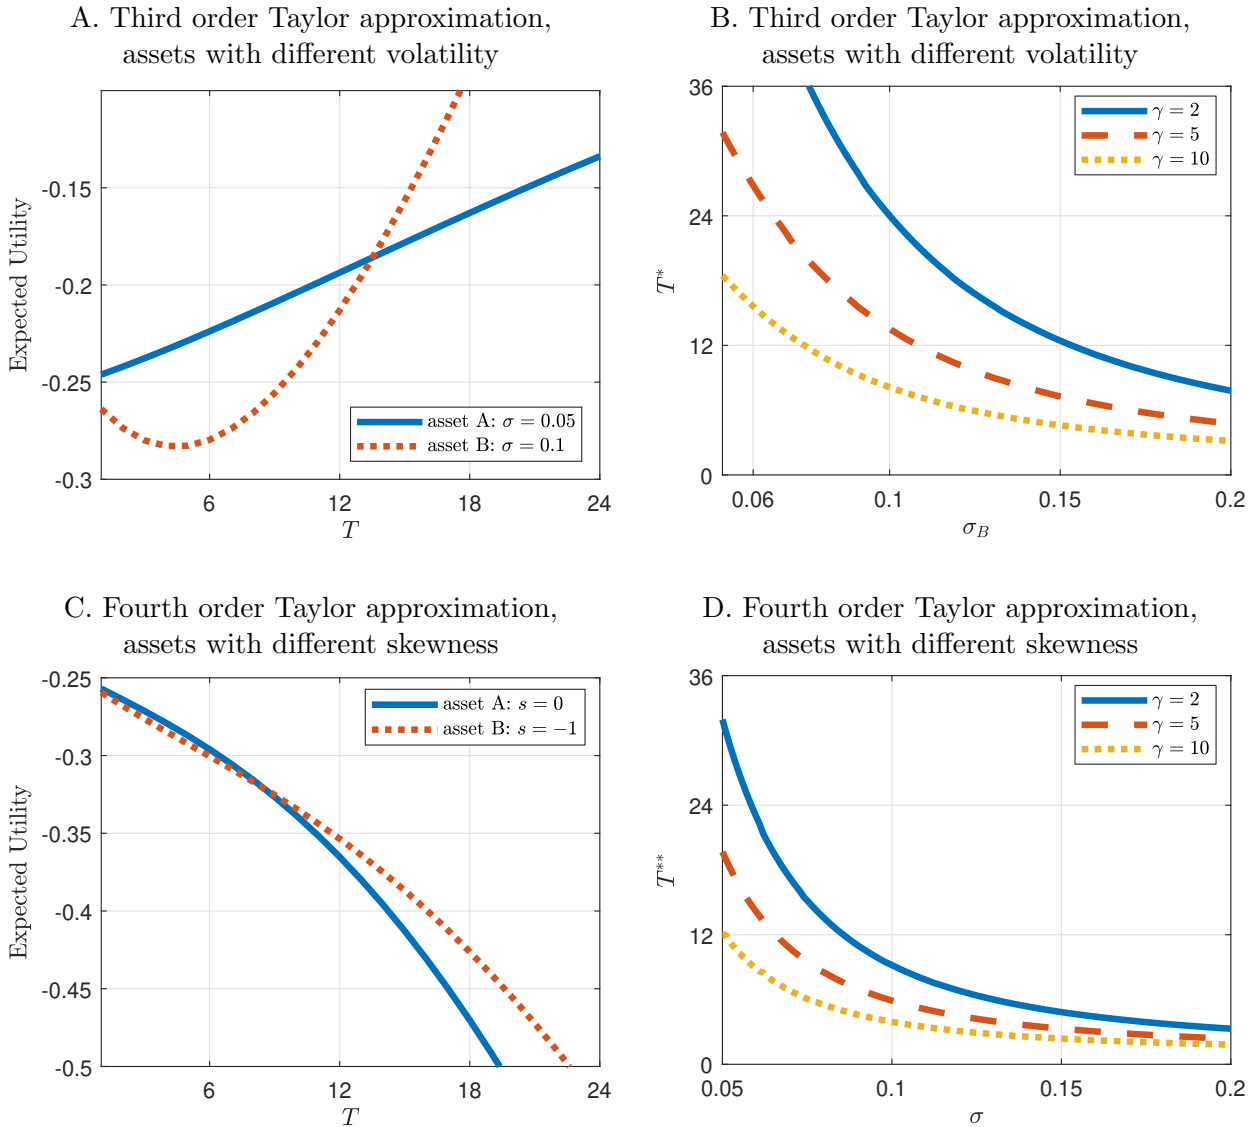 A. Third order Taylor approximation,
assets with different volatility
Expected Utility
-0.15
-0.2
-0.25
-0.3
6
12
18
24
T
asset A: σ = 0.05
asset B: σ = 0.1
B. Third order Taylor approximation,
assets with different volatility
T*
36
24
12
0
0.06
0.1
0.15
0.2
σ_B
γ = 2
γ = 5
γ = 10
C. Fourth order Taylor approximation,
assets with different skewness
Expected Utility
-0.25
-0.3
-0.35
-0.4
-0.45
-0.5
6
12
18
24
T
asset A: s = 0
asset B: s = −1
D. Fourth order Taylor approximation,
assets with different skewness
T**
36
24
12
0
0.05
0.1
0.15
0.2
σ
γ = 2
γ = 5
γ = 10